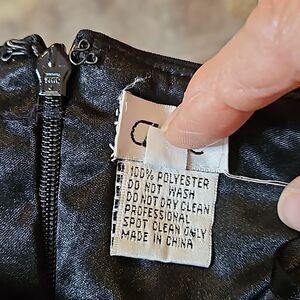 100% POLYESTER
DO NOT WASH
DO NOT DRY CLEAN
PROFESSIONAL
SPOT CLEAN ONLY
MADE IN CHINA